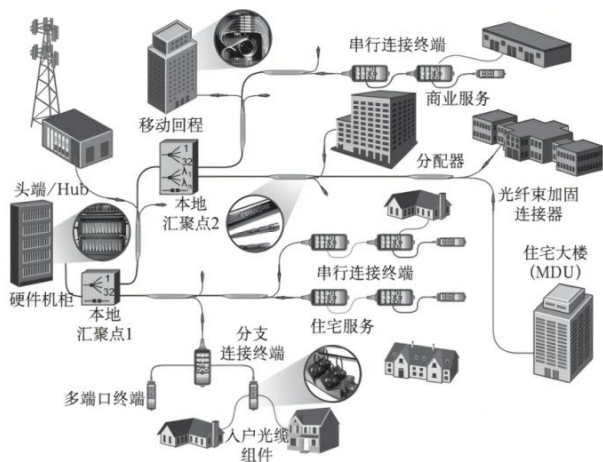 串行连接终端
商业服务
移动回程
1
32
λ₁
λₙ
分配器
头端/Hub
本地
汇聚点2
光纤束加固
连接器
串行连接终端
住宅大楼
(MDU)
硬件机柜
1
32
本地
汇聚点1
分支
连接终端
住宅服务
多端口终端
入户光缆
组件